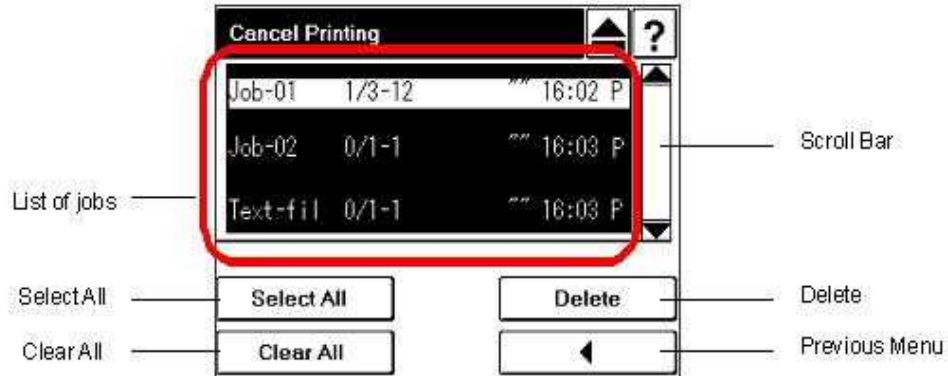 Cancel Printing ?
Job-01 1/3-12 "" 16:02 P
Job-02 0/1-1 "" 16:03 P
Scroll Bar
List of jobs
Text-fil 0/1-1 "" 16:03 P
Select All Select All Delete Delete
Clear All Clear All Previous Menu